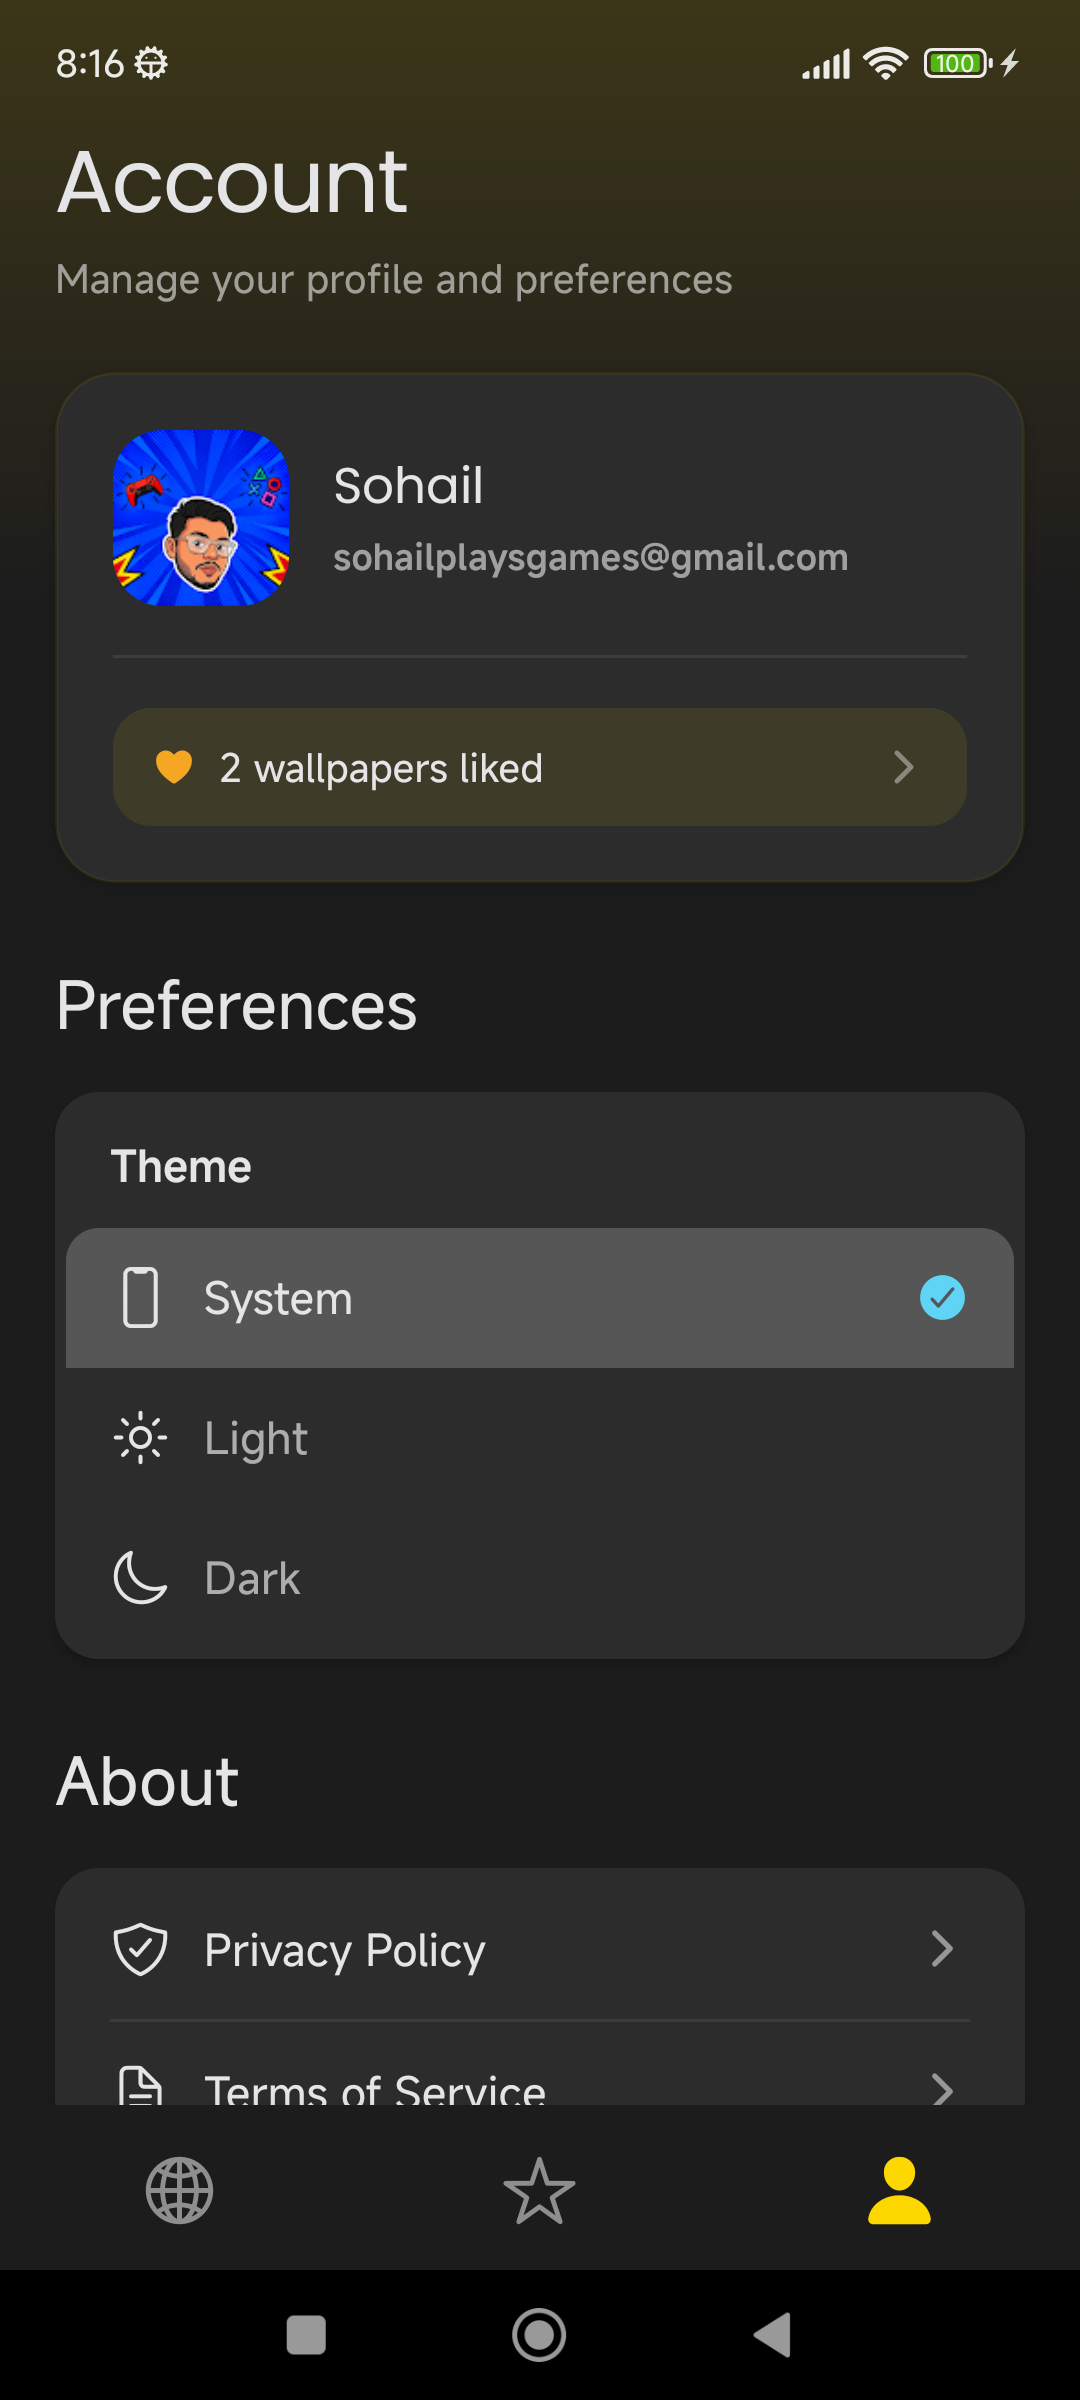 8:16
100
Account
Manage your profile and preferences
Sohail
sohailplaysgames@gmail.com
2 wallpapers liked
Preferences
Theme
System
Light
Dark
About
Privacy Policy
Terms of Service